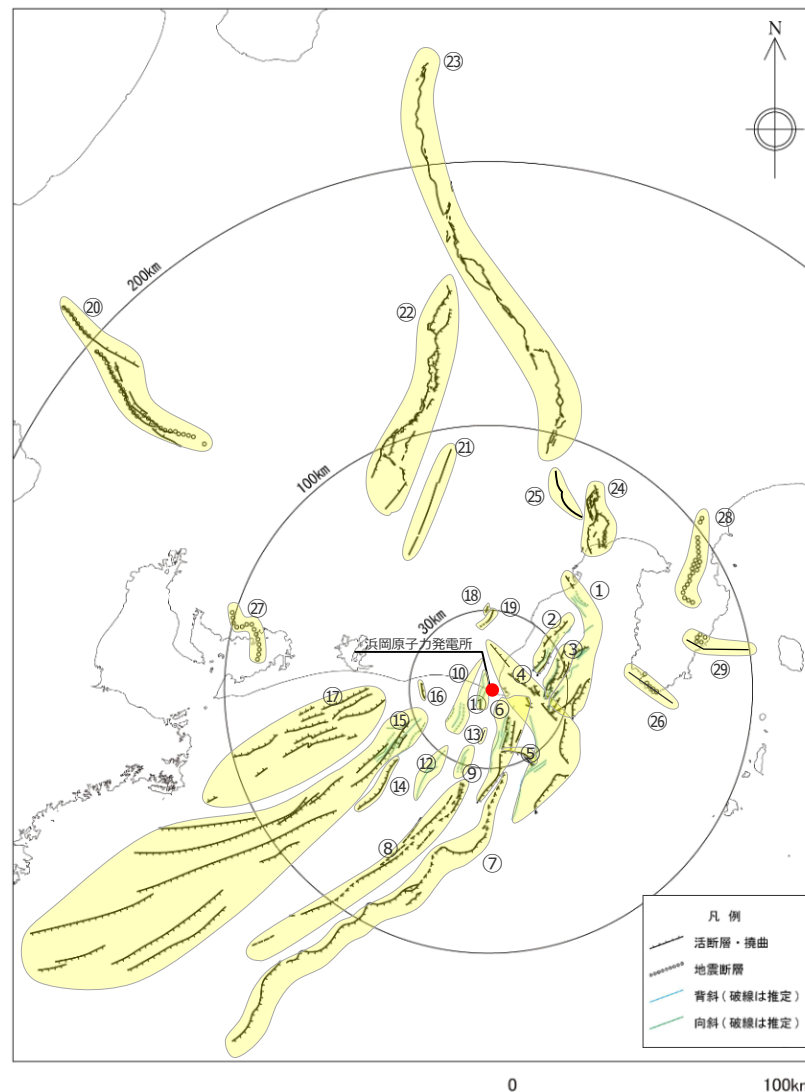 ㉓
N
200km
⑳
㉒
㉑
100km
㉕
㉔
㉘
①
⑱
⑲
30km
②
㉗
浜岡原子力発電所
③
㉙
⑩
④
⑪
⑥
⑯
⑰
㉖
⑮
⑬
⑤
⑫
⑨
⑭
⑧
⑦
凡 例
活断層・撓曲
地震断層
背斜(破線は推定)
向斜(破線は推定)
0 100km